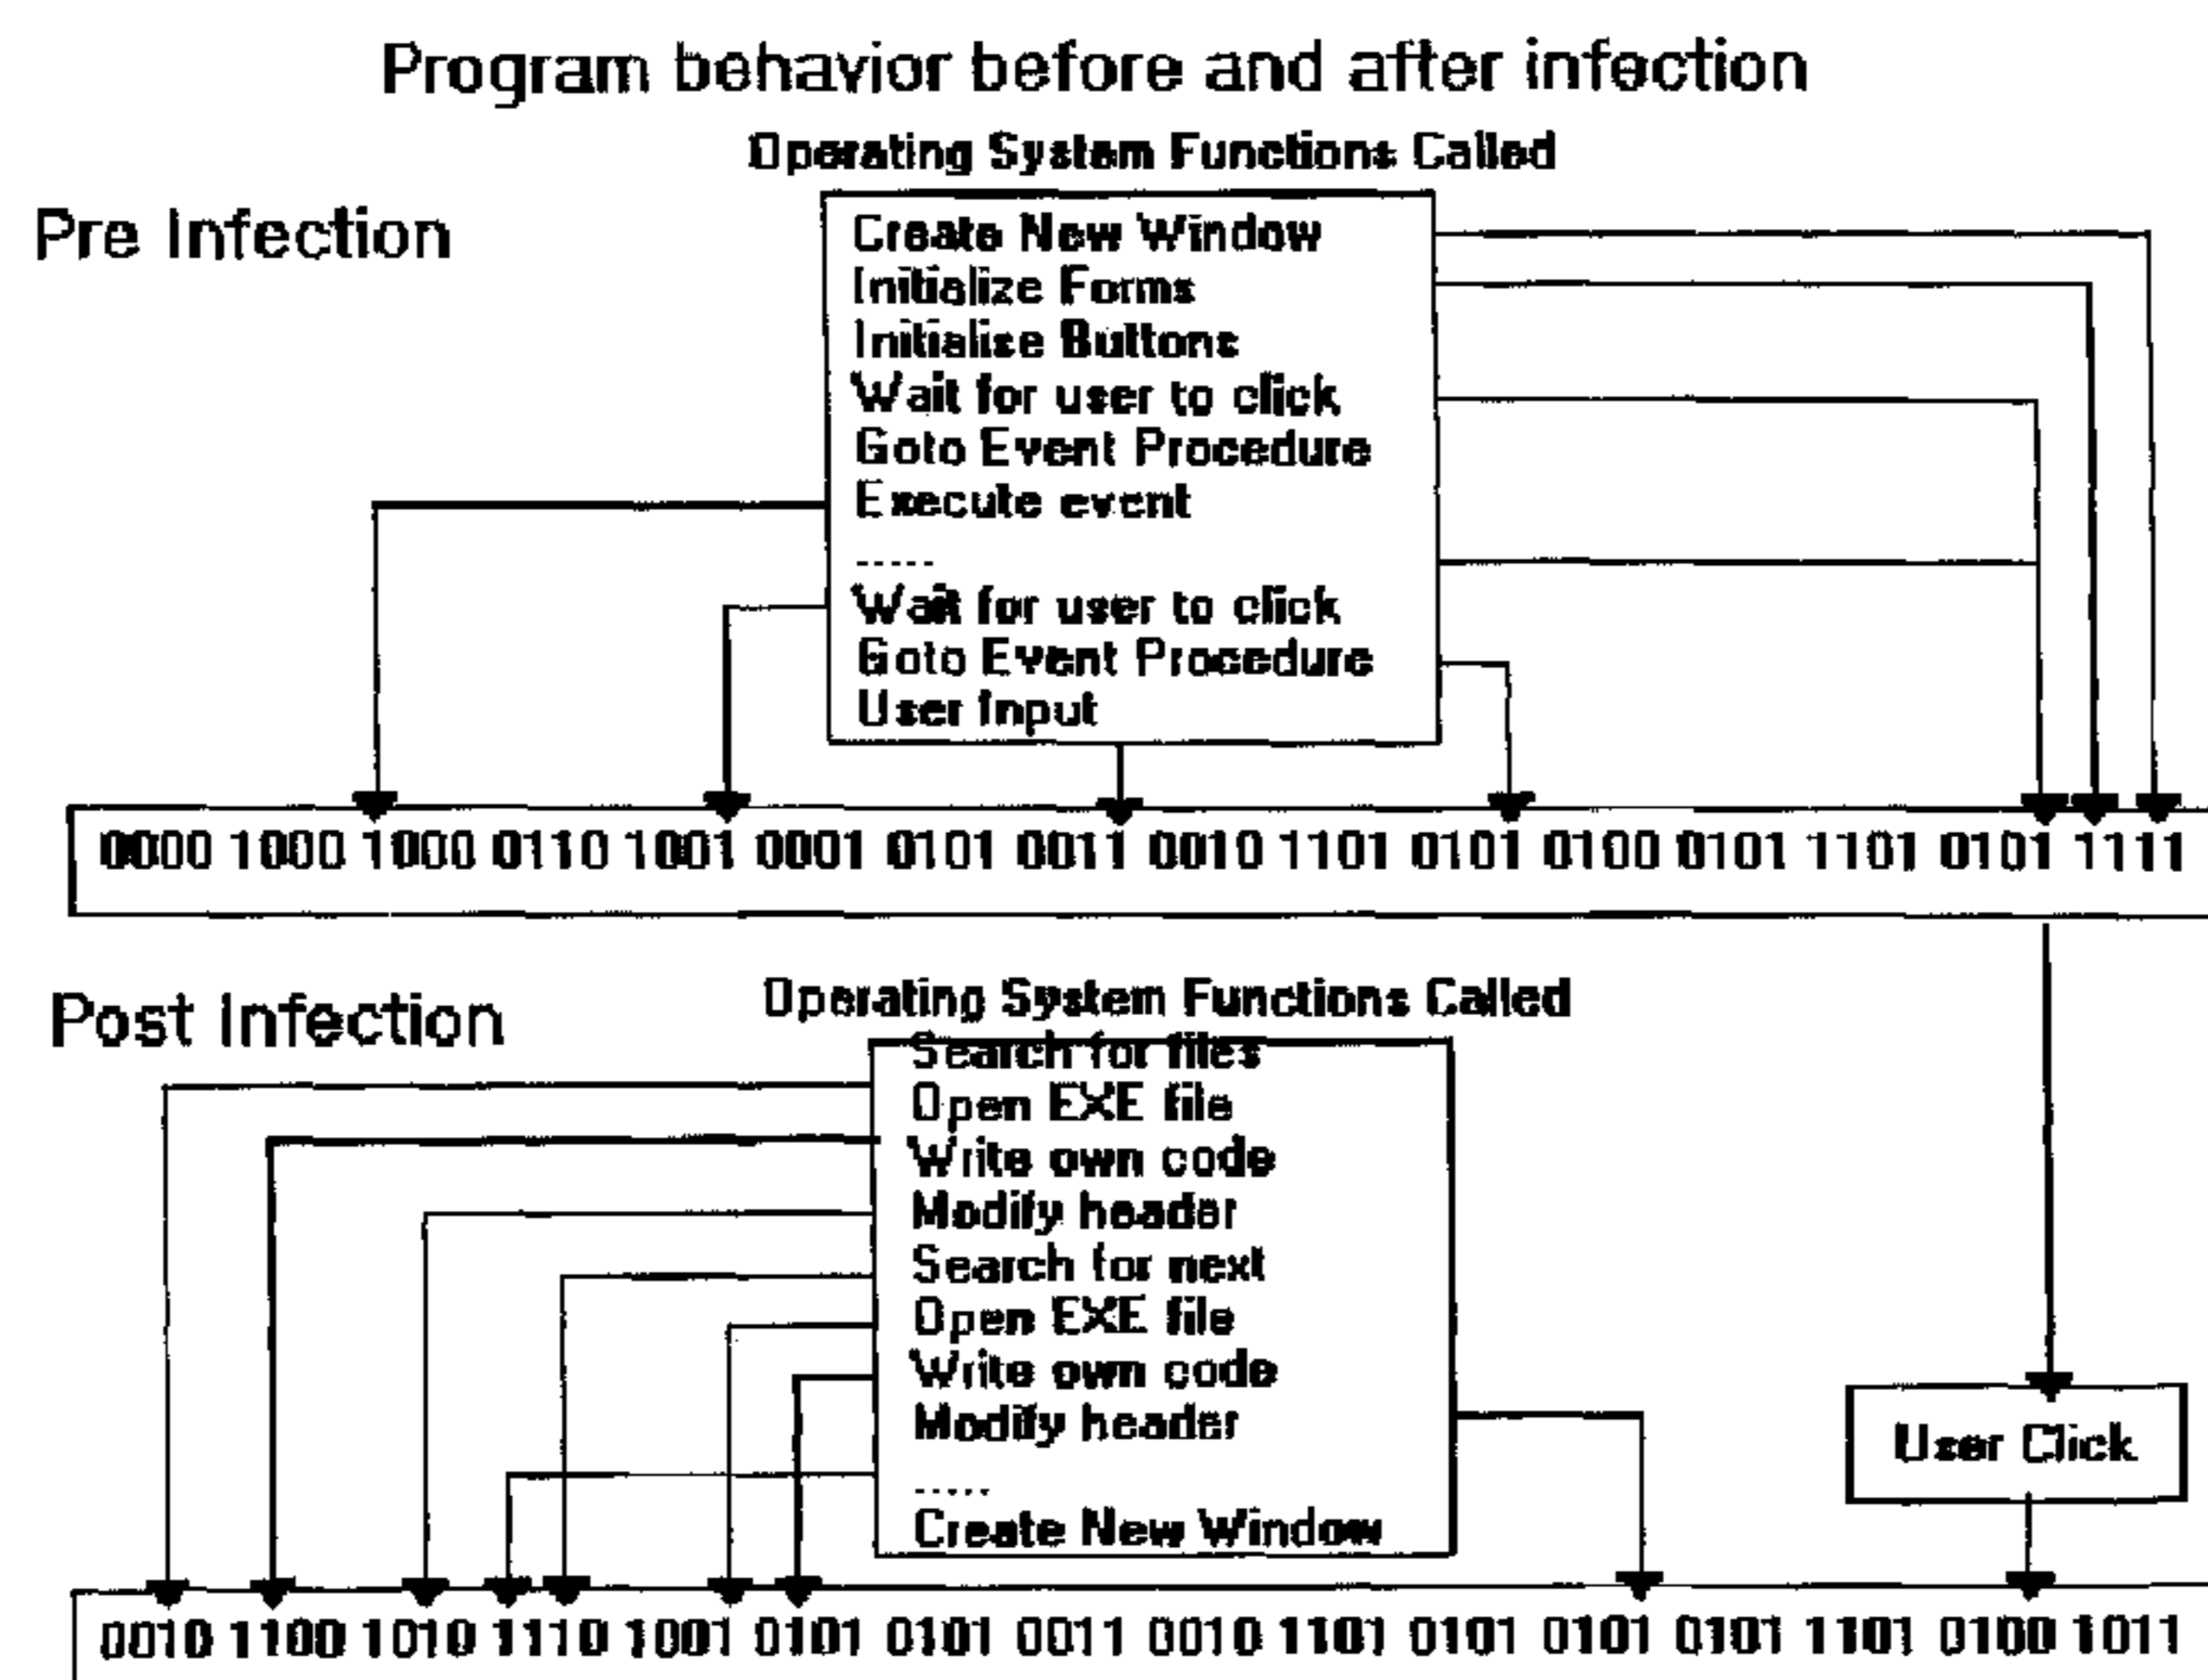 Program behavior before and after infection
Operating System Functions Called
Pre Infection
Create New Window
Initialize Forms
Initialise Buttons
Wait for user to click
Goto Event Procedure
Execute event
.....
Wait for user to click
Goto Event Procedure
User Input
0000 1000 1000 0110 1001 0001 0101 0011 0010 1101 0101 0100 0101 1101 0101 1111
Post Infection
Operating System Functions Called
Search for files
Open EXE file
Write own code
Modify header
Search for next
Open EXE file
Write own code
Modify header
.....
Create New Window
User Click
0010 1100 1010 1110 1001 0101 0101 0011 0010 1101 0101 0101 0101 1101 0100 1011